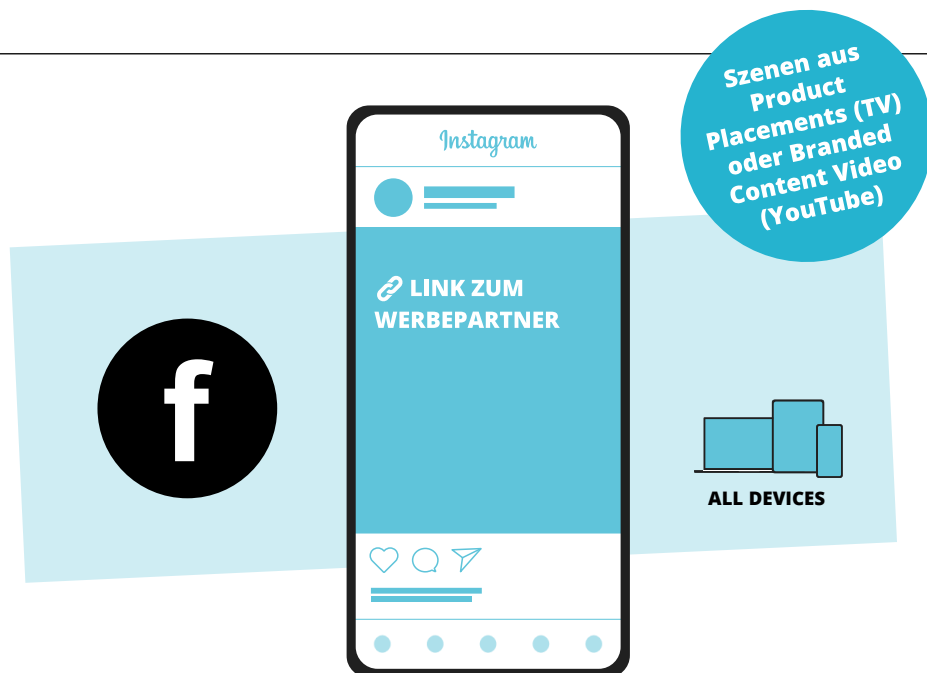 Szenen aus
Product
Placements (TV)
oder Branded
Content Video
(YouTube)
Instagram
LINK ZUM
WERBEPARTNER
f
ALL DEVICES